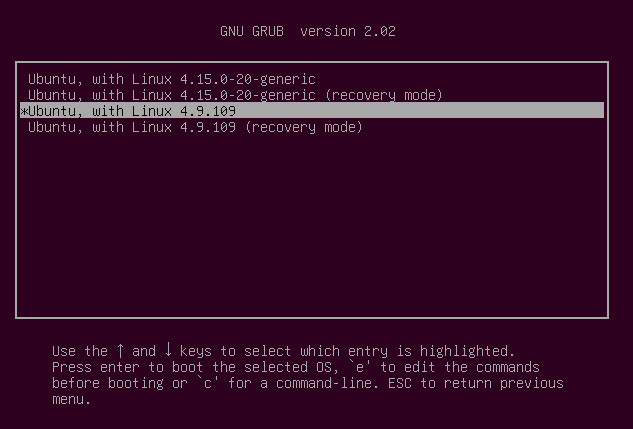 GNU GRUB  version 2.02
Ubuntu, with Linux 4.15.0-20-generic
Ubuntu, with Linux 4.15.0-20-generic (recovery mode)
*Ubuntu, with Linux 4.9.109
Ubuntu, with Linux 4.9.109 (recovery mode)
Use the ↑ and ↓ keys to select which entry is highlighted.
Press enter to boot the selected OS, `e' to edit the commands
before booting or `c' for a command-line. ESC to return previous
menu.